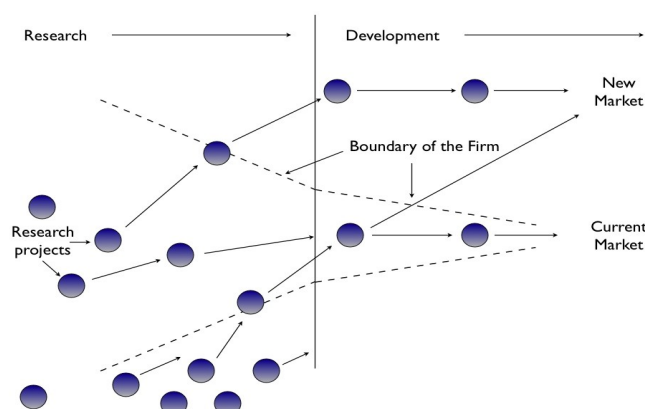 Research
Development
New
Market
Boundary of the Firm
Research
projects
Current
Market